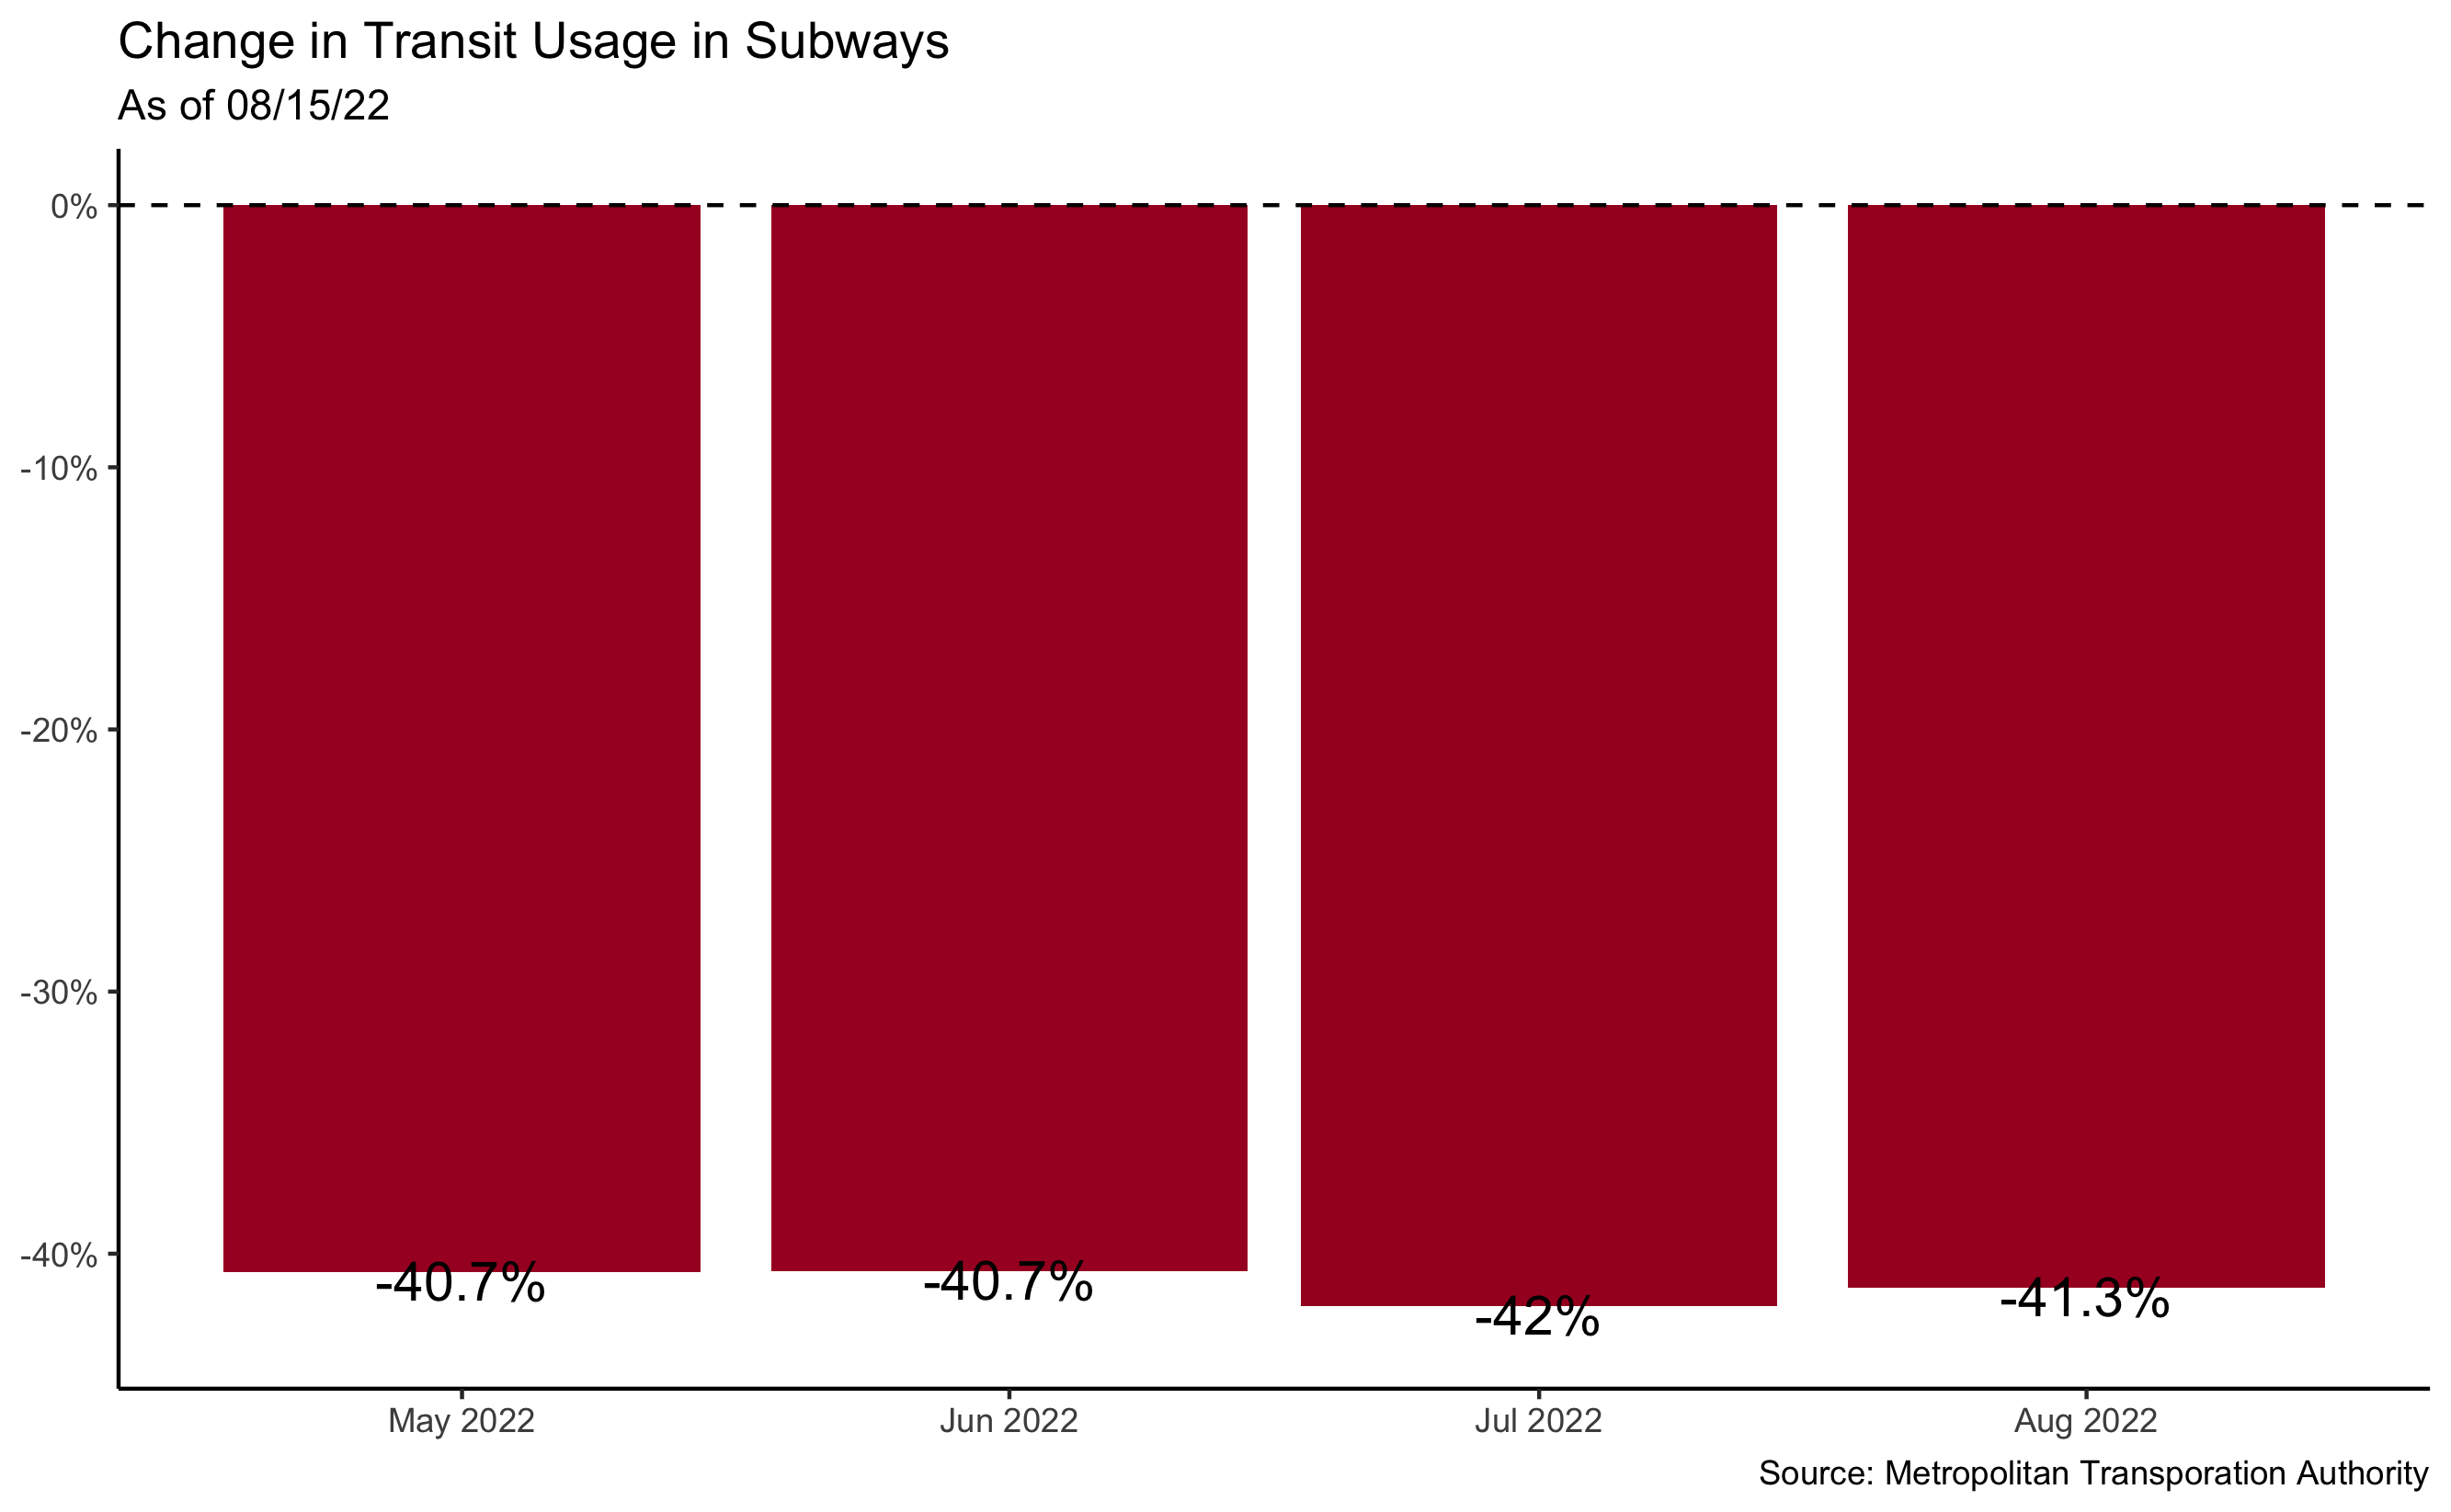 Change in Transit Usage in Subways
As of 08/15/22
0%
-10%
-20%
-30%
-40%
-40.7%
-40.7%
-42%
-41.3%
May 2022
Jun 2022
Jul 2022
Aug 2022
Source: Metropolitan Transporation Authority